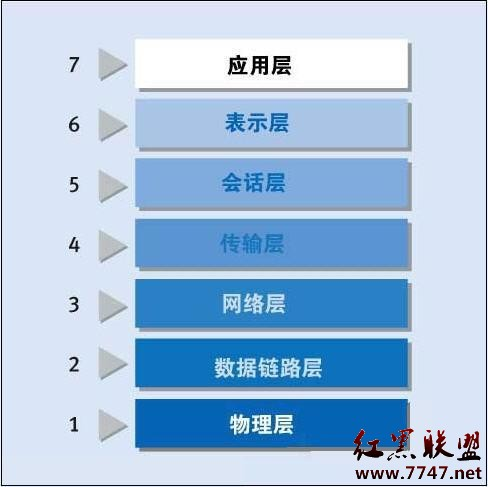 7 应用层
6 表示层
5 会话层
4 传输层
3 网络层
2 数据链路层
1 物理层
红黑联盟
www.7747.net